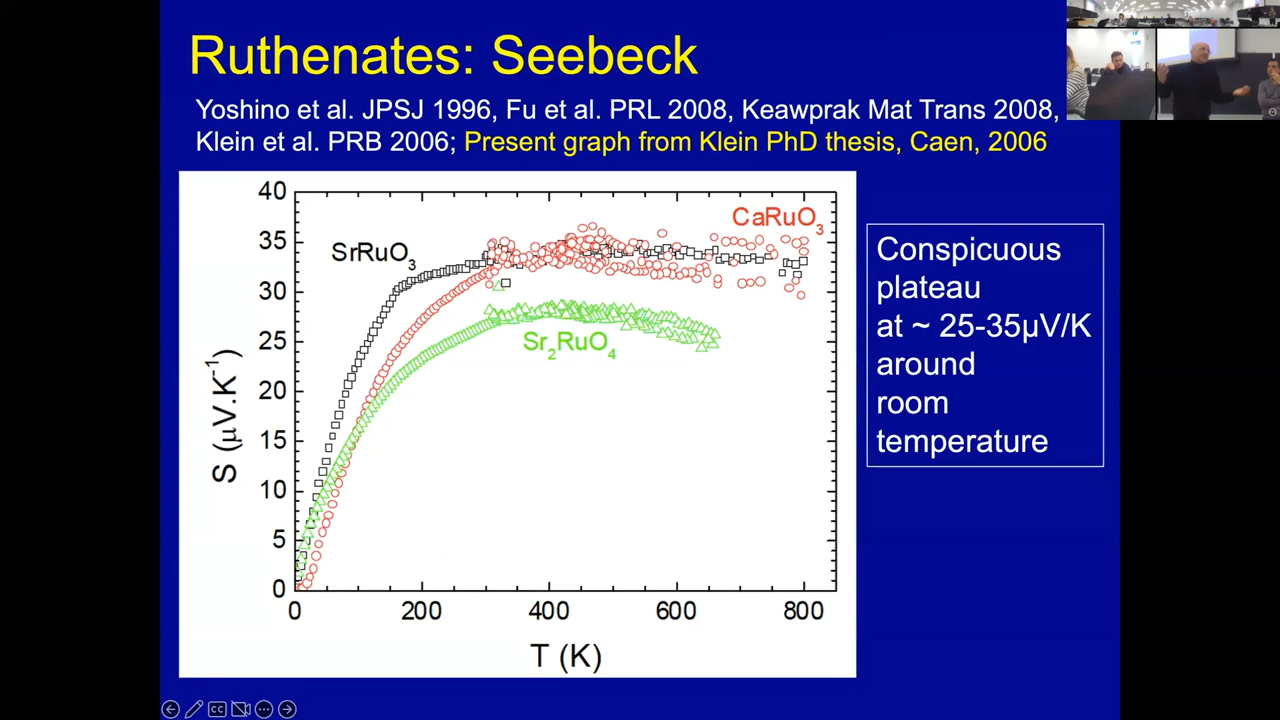 Ruthenates: Seebeck
Yoshino et al. JPSJ 1996, Fu et al. PRL 2008, Keawprak Mat Trans 2008,
Klein et al. PRB 2006; Present graph from Klein PhD thesis, Caen, 2006
40
35
30
25
20
15
10
5
0
S (μV.K⁻¹)
SrRuO₃
CaRuO₃
Sr₂RuO₄
0 200 400 600 800
T (K)
Conspicuous
plateau
at ~ 25-35μV/K
around
room
temperature
CC